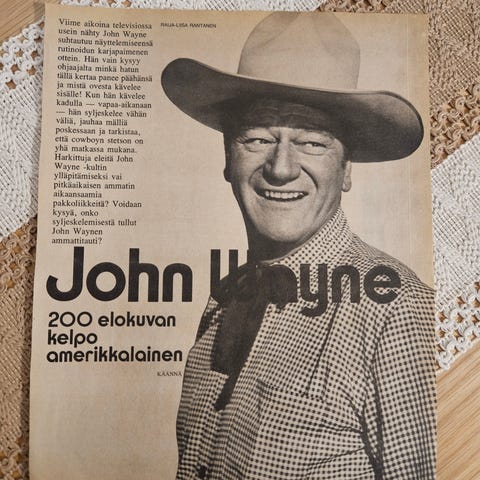 Viime aikoina televisiossa
usein nähty John Wayne
suhtautuu näyttelemiseensä
rutinoidun karjapaimenen
ottein. Hän vain kysyy
ohjaajalta minkä hatun
tällä kertaa panee päähänsä
ja mistä ovesta kävelee
sisälle! Kun hän kävelee
kadulla — vapaa-aikanaan
— hän syljeskelee vähän
väliä, jauhaa mälliä
poskessaan ja tarkistaa,
että cowboyn stetson on
yhä matkassa mukana.
Harkittuja eleitä John
Wayne -kultin
ylläpitämiseksi vai
pitkäaikaisen ammatin
aikaansaamia
pakkoliikkeitä? Voidaan
kysyä, onko
syljeskelemisestä tullut
John Waynen
ammattitauti?
RAIJA-LIISA RANTANEN
John Wayne
200 elokuvan
kelpo
amerikkalainen
KÄÄNNÄ